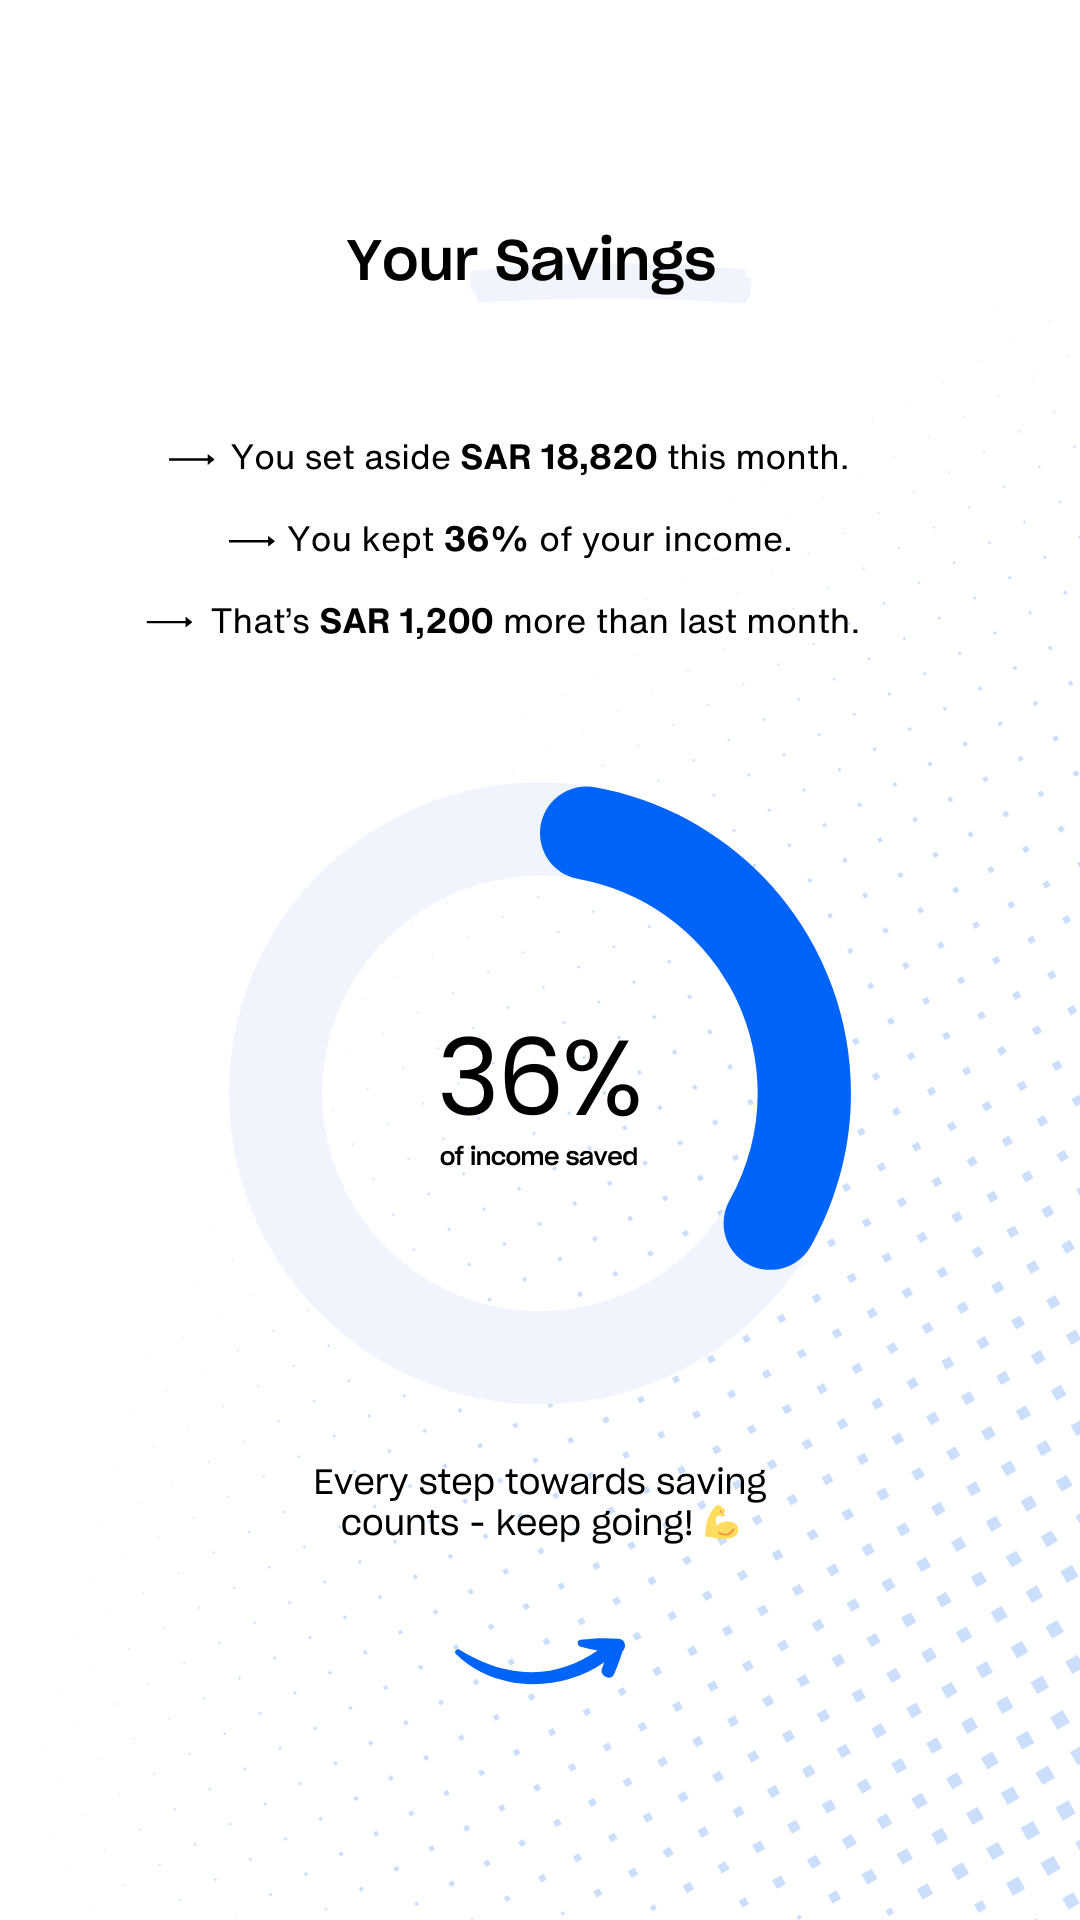 Your Savings
You set aside SAR 18,820 this month.
You kept 36% of your income.
That’s SAR 1,200 more than last month.
36%
of income saved
Every step towards saving
counts - keep going! 💪